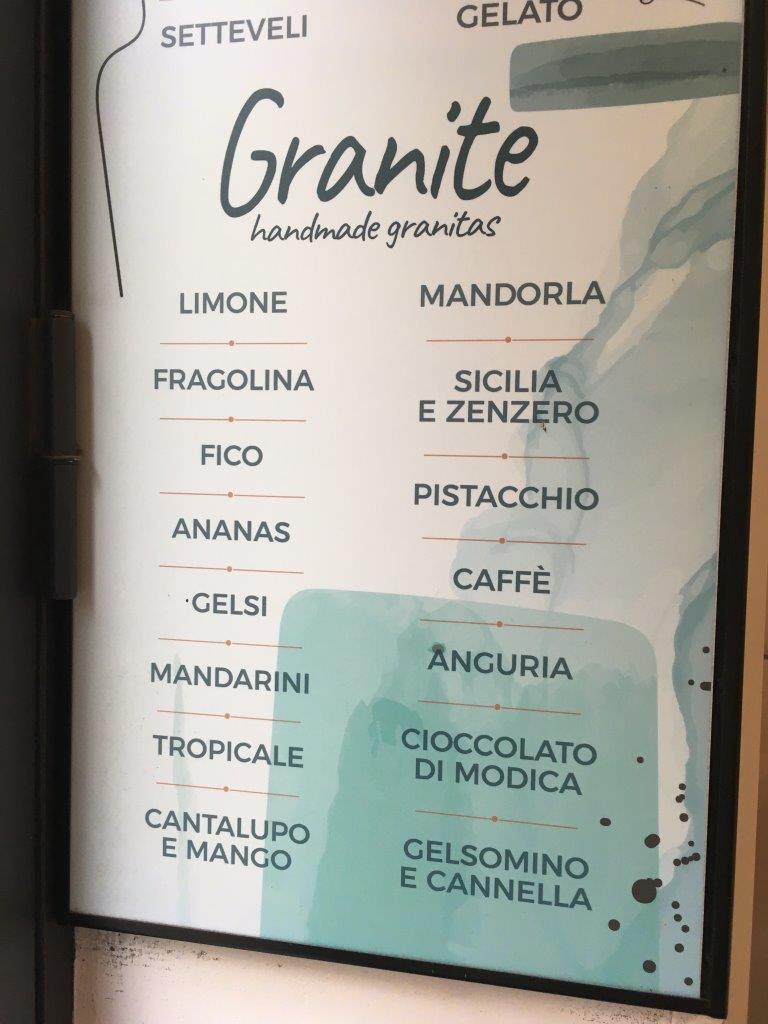 SETTEVELI
GELATO
Granite
handmade granitas
LIMONE
FRAGOLINA
FICO
ANANAS
GELSI
MANDARINI
TROPICALE
CANTALUPO
E MANGO
MANDORLA
SICILIA
E ZENZERO
PISTACCHIO
CAFFÈ
ANGURIA
CIOCCOLATO
DI MODICA
GELSOMINO
E CANNELLA